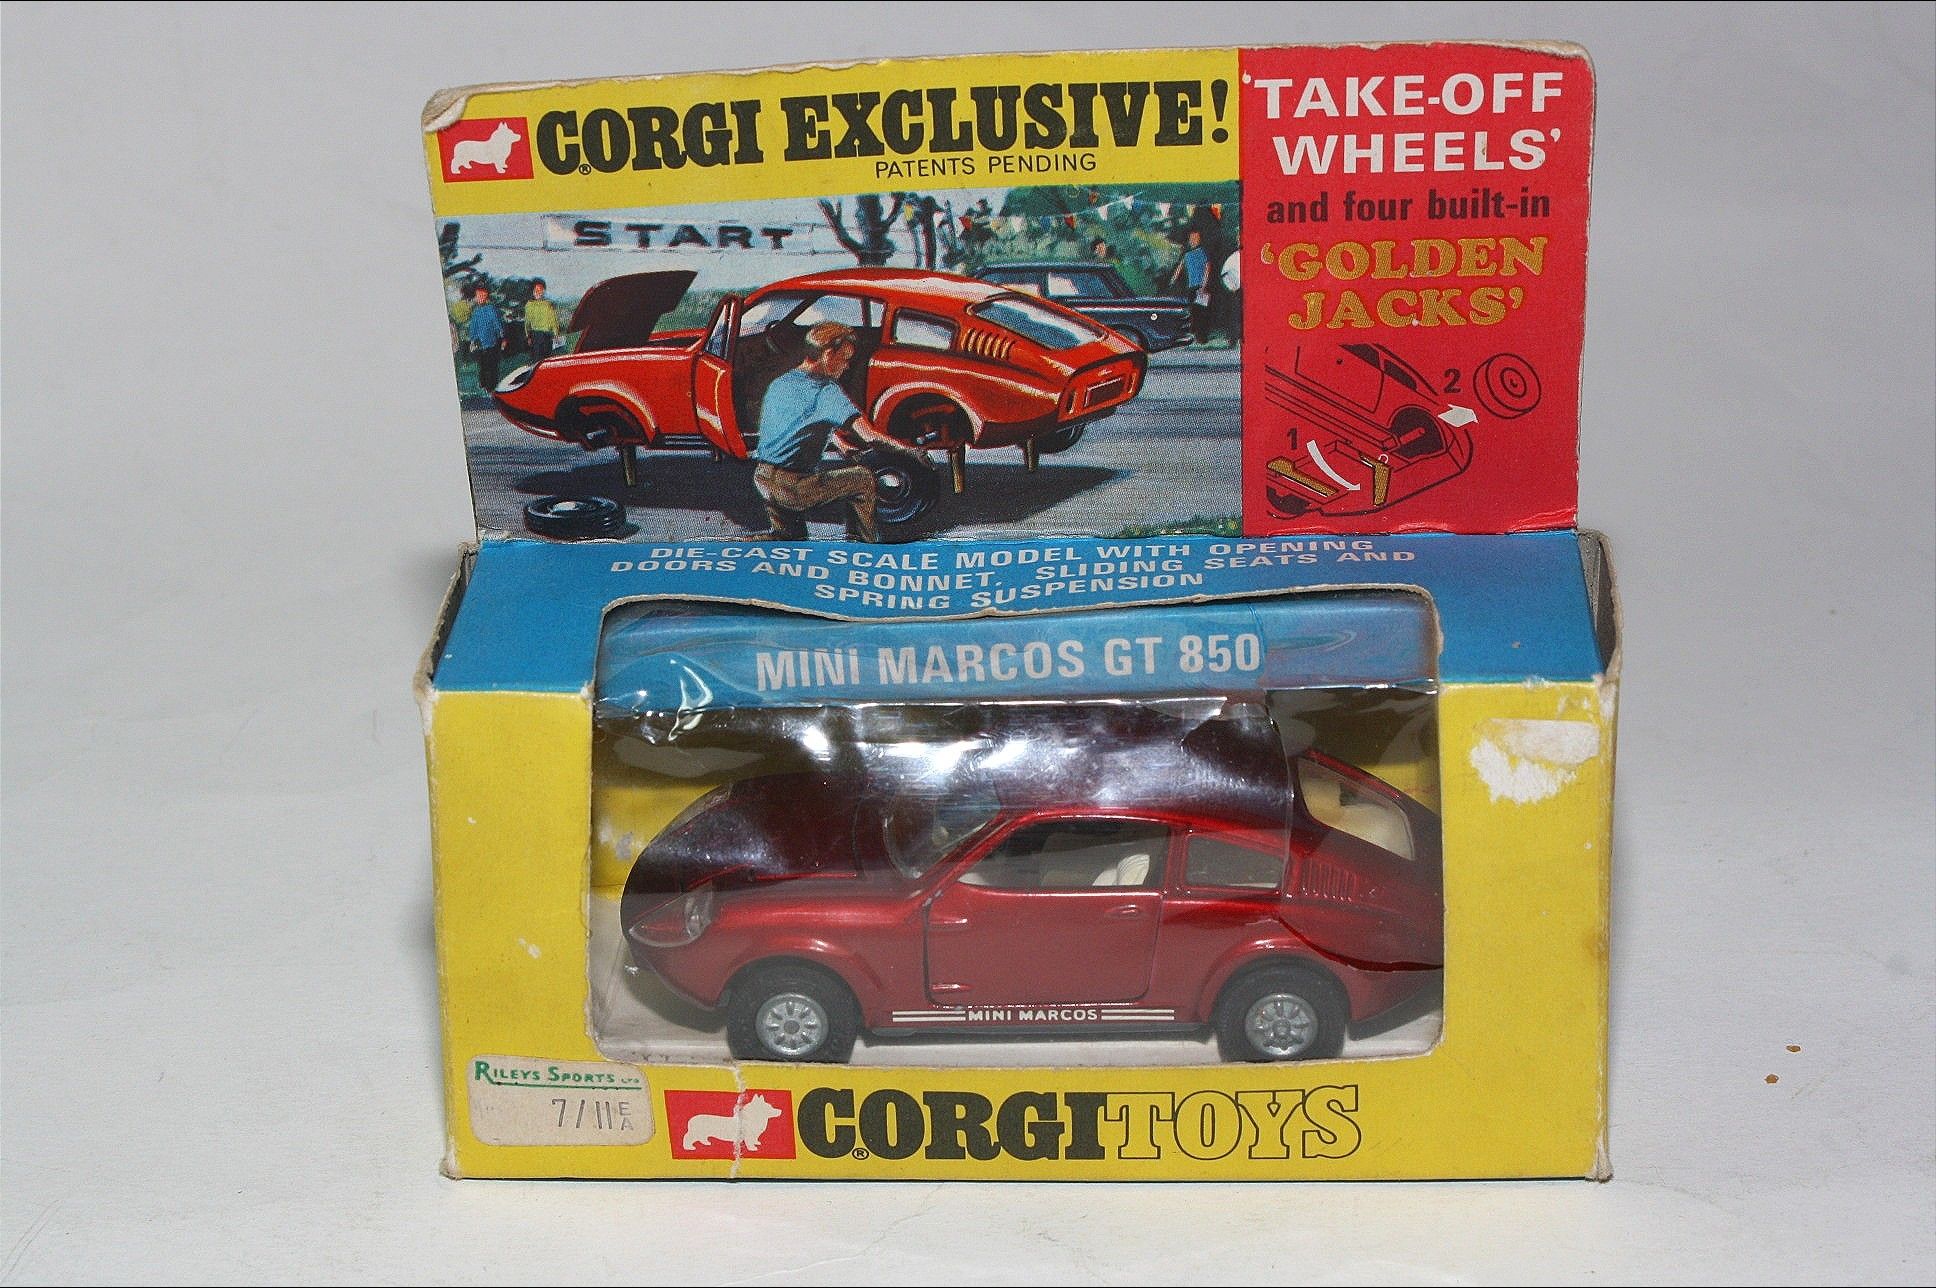 CORGI EXCLUSIVE!
PATENTS PENDING
'TAKE-OFF
WHEELS'
and four built-in
'GOLDEN
JACKS'
START
2
1
DIE-CAST SCALE MODEL WITH OPENING
DOORS AND BONNET. SLIDING SEATS AND
SPRING SUSPENSION
MINI MARCOS GT 850
MINI MARCOS
RILEYS SPORTS LTD
7/11 EA
CORGI TOYS